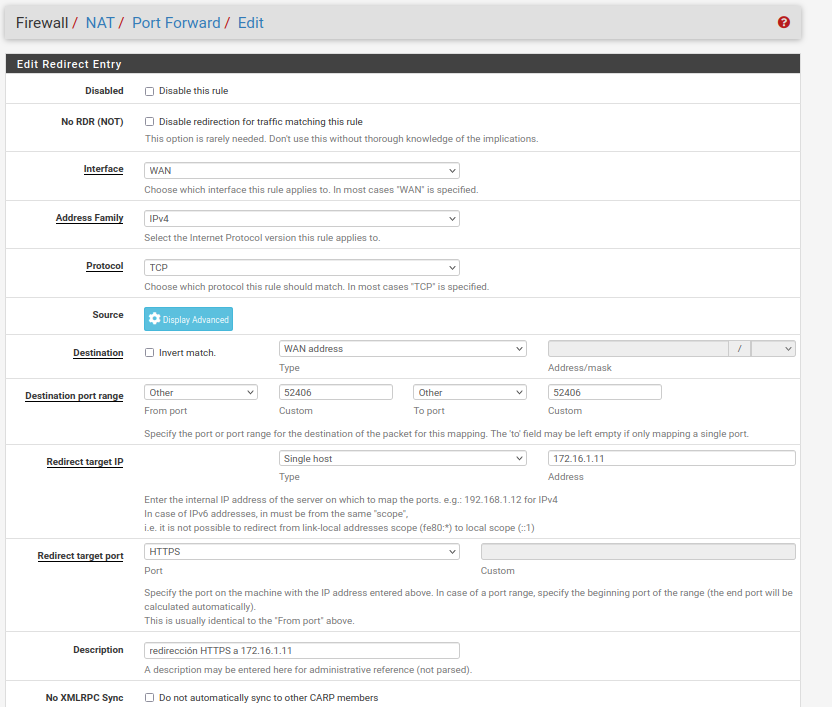 Firewall / NAT / Port Forward / Edit
Edit Redirect Entry
Disabled Disable this rule
No RDR (NOT) Disable redirection for traffic matching this rule
This option is rarely needed. Don't use this without thorough knowledge of the implications.
Interface WAN
Choose which interface this rule applies to. In most cases "WAN" is specified.
Address Family IPv4
Select the Internet Protocol version this rule applies to.
Protocol TCP
Choose which protocol this rule should match. In most cases "TCP" is specified.
Source Display Advanced
Destination Invert match. WAN address /
Type Address/mask
Destination port range Other 52406 Other 52406
From port Custom To port Custom
Specify the port or port range for the destination of the packet for this mapping. The 'to' field may be left empty if only mapping a single port.
Redirect target IP Single host 172.16.1.11
Type Address
Enter the internal IP address of the server on which to map the ports. e.g.: 192.168.1.12 for IPv4
In case of IPv6 addresses, in must be from the same "scope",
i.e. it is not possible to redirect from link-local addresses scope (fe80:*) to local scope (::1)
Redirect target port HTTPS
Port Custom
Specify the port on the machine with the IP address entered above. In case of a port range, specify the beginning port of the range (the end port will be
calculated automatically).
This is usually identical to the "From port" above.
Description redirección HTTPS a 172.16.1.11
A description may be entered here for administrative reference (not parsed).
No XMLRPC Sync Do not automatically sync to other CARP members